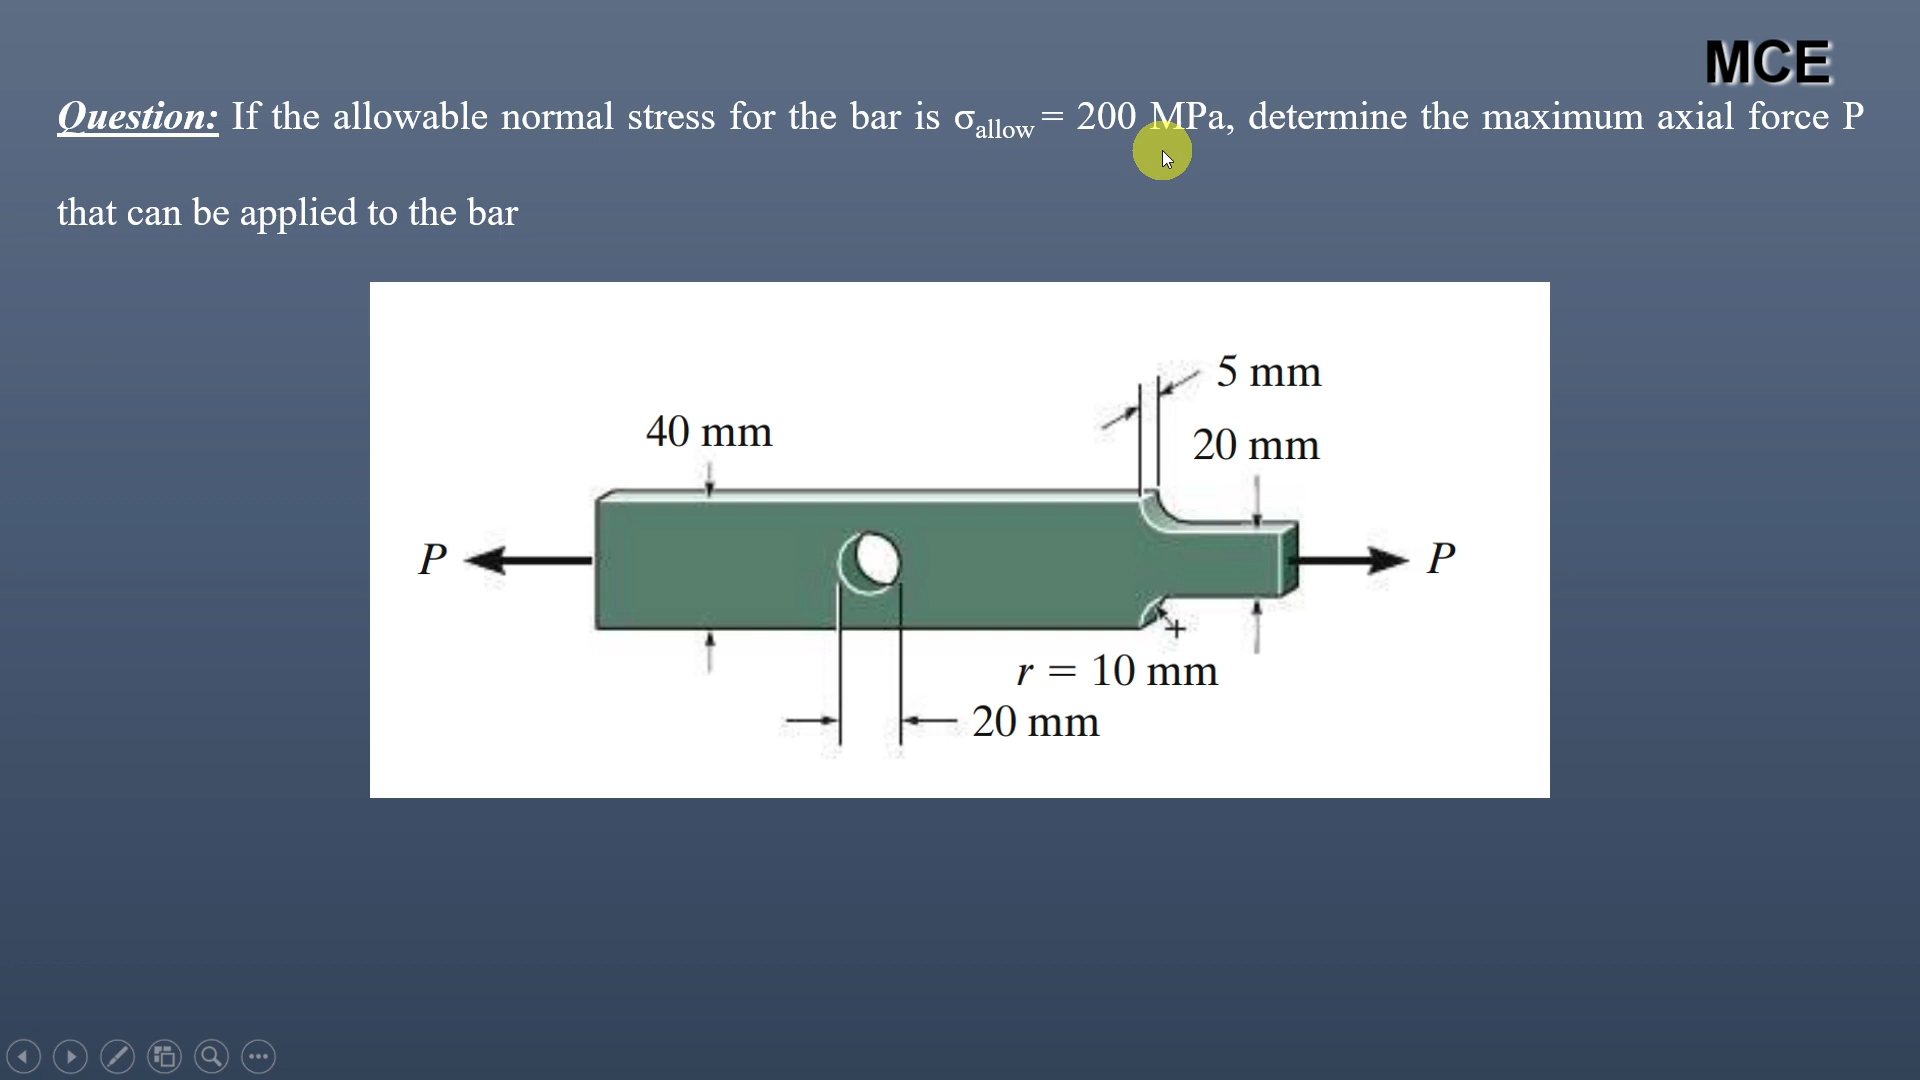 MCE
Question: If the allowable normal stress for the bar is σallow = 200 MPa, determine the maximum axial force P
that can be applied to the bar
5 mm
40 mm
20 mm
P
P
r = 10 mm
20 mm